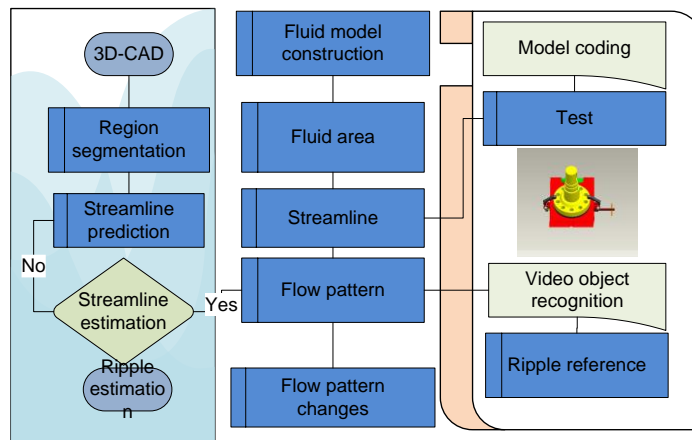 3D-CAD
Region
segmentation
Streamline
prediction
No
Streamline
estimation
Yes
Ripple
estimatio
n
Fluid model
construction
Fluid area
Streamline
Flow pattern
Flow pattern
changes
Model coding
Test
Video object
recognition
Ripple reference